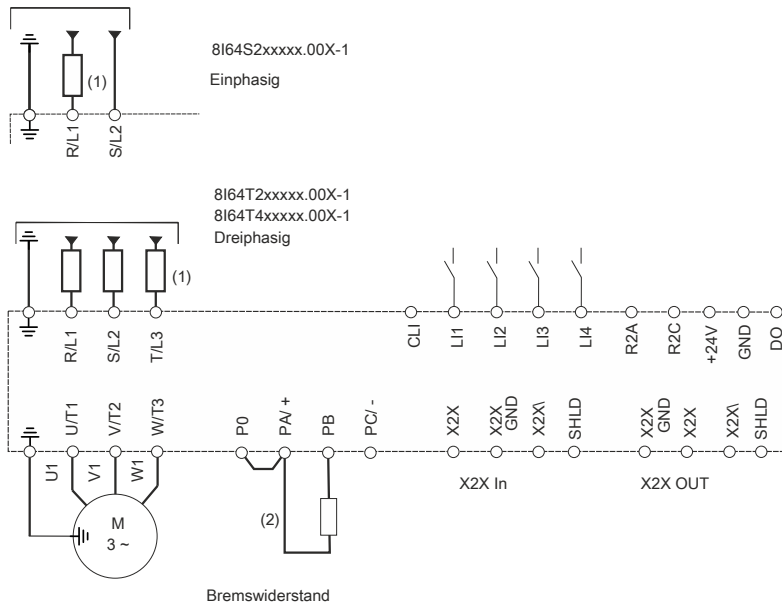 8I64S2xxxxx.00X-1
(1)
Einphasig
R/L1
S/L2
8I64T2xxxxx.00X-1
8I64T4xxxxx.00X-1
Dreiphasig
(1)
R/L1
S/L2
T/L3
CLI
LI1
LI2
LI3
LI4
R2A
R2C
+24V
GND
DO
U/T1
V/T2
W/T3
P0
PA/ +
PB
PC/ -
X2X
X2X
GND
X2X\
SHLD
X2X
GND
X2X
X2X\
SHLD
U1
V1
W1
X2X In
X2X OUT
(2)
M
3 ~
Bremswiderstand